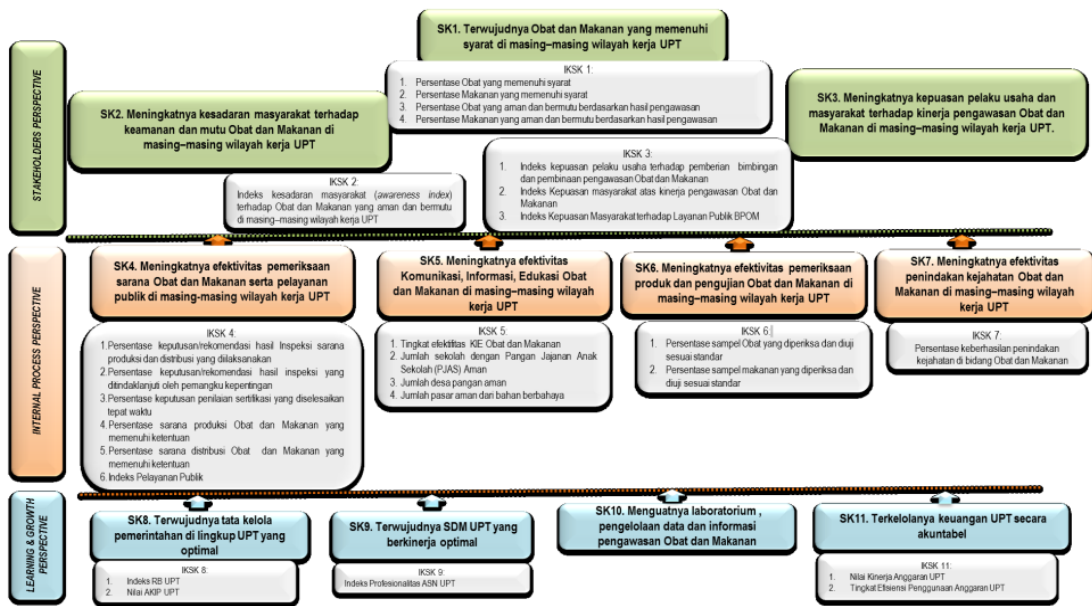 STAKEHOLDERS PERSPECTIVE
SK1. Terwujudnya Obat dan Makanan yang memenuhi
syarat di masing–masing wilayah kerja UPT
IKSK 1:
1. Persentase Obat yang memenuhi syarat
2. Persentase Makanan yang memenuhi syarat
3. Persentase Obat yang aman dan bermutu berdasarkan hasil pengawasan
4. Persentase Makanan yang aman dan bermutu berdasarkan hasil pengawasan
SK2. Meningkatnya kesadaran masyarakat terhadap
keamanan dan mutu Obat dan Makanan di
masing–masing wilayah kerja UPT
IKSK 2:
Indeks kesadaran masyarakat (awareness index)
terhadap Obat dan Makanan yang aman dan bermutu
di masing–masing wilayah kerja UPT
SK3. Meningkatnya kepuasan pelaku usaha dan
masyarakat terhadap kinerja pengawasan Obat
dan Makanan di masing–masing wilayah kerja UPT.
IKSK 3:
1. Indeks kepuasan pelaku usaha terhadap pemberian bimbingan
dan pembinaan pengawasan Obat dan Makanan
2. Indeks Kepuasan masyarakat atas kinerja pengawasan Obat dan
Makanan
3. Indeks Kepuasan Masyarakat terhadap Layanan Publik BPOM
INTERNAL PROCESS PERSPECTIVE
SK4. Meningkatnya efektivitas pemeriksaan
sarana Obat dan Makanan serta pelayanan
publik di masing-masing wilayah kerja UPT
IKSK 4:
1.Persentase keputusan/rekomendasi hasil Inspeksi sarana
produksi dan distribusi yang dilaksanakan
2.Persentase keputusan/rekomendasi hasil inspeksi yang
ditindaklanjuti oleh pemangku kepentingan
3.Persentase keputusan penilaian sertifikasi yang diselesaikan
tepat waktu
4.Persentase sarana produksi Obat dan Makanan yang
memenuhi ketentuan
5.Persentase sarana distribusi Obat dan Makanan yang
memenuhi ketentuan
6.Indeks Pelayanan Publik
SK5. Meningkatnya efektivitas
Komunikasi, Informasi, Edukasi Obat
dan Makanan di masing–masing wilayah
kerja UPT
IKSK 5:
1. Tingkat efektifitas KIE Obat dan Makanan
2. Jumlah sekolah dengan Pangan Jajanan Anak
Sekolah (PJAS) Aman
3. Jumlah desa pangan aman
4. Jumlah pasar aman dari bahan berbahaya
SK6. Meningkatnya efektivitas pemeriksaan
produk dan pengujian Obat dan Makanan di
masing–masing wilayah kerja UPT
IKSK 6:
1. Persentase sampel Obat yang diperiksa dan diuji
sesuai standar
2. Persentase sampel makanan yang diperiksa dan
diuji sesuai standar
SK7. Meningkatnya efektivitas
penindakan kejahatan Obat dan
Makanan di masing–masing wilayah
kerja UPT
IKSK 7:
Persentase keberhasilan penindakan
kejahatan di bidang Obat dan Makanan
LEARNING & GROWTH
PERSPECTIVE
SK8. Terwujudnya tata kelola
pemerintahan di lingkup UPT yang
optimal
IKSK 8:
1. Indeks RB UPT
2. Nilai AKIP UPT
SK9. Terwujudnya SDM UPT yang
berkinerja optimal
IKSK 9:
Indeks Profesionalitas ASN UPT
SK10. Menguatnya laboratorium ,
pengelolaan data dan informasi
pengawasan Obat dan Makanan
SK11. Terkelolanya keuangan UPT secara
akuntabel
IKSK 11:
1. Nilai Kinerja Anggaran UPT
2. Tingkat Efisiensi Penggunaan Anggaran UPT